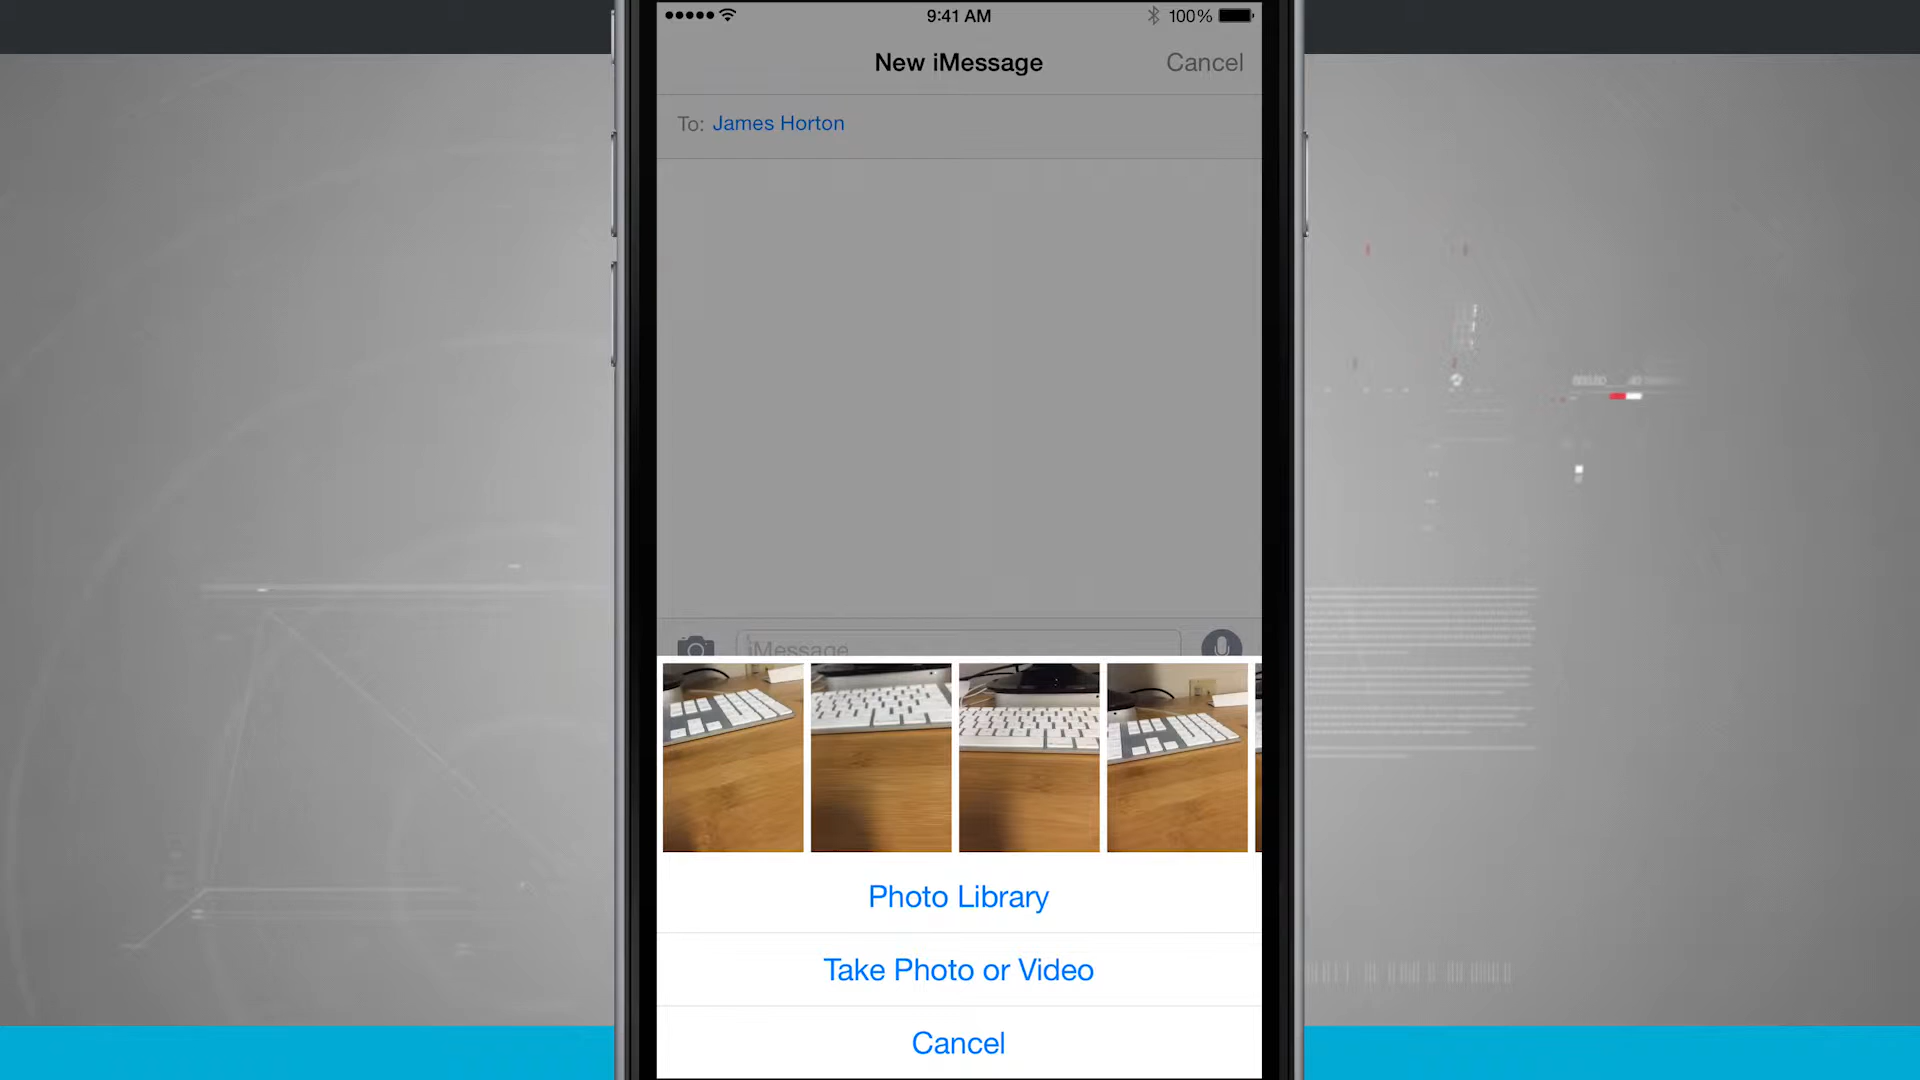 9:41 AM
100%
New iMessage
Cancel
To: James Horton
iMessage
Photo Library
Take Photo or Video
Cancel